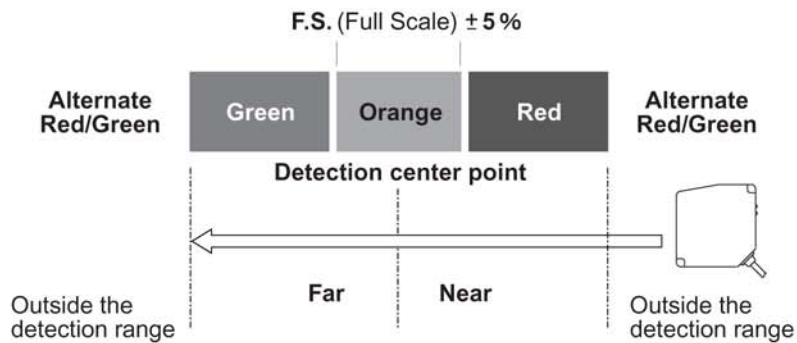 F.S. (Full Scale) ± 5 %
Alternate
Red/Green
Green
Orange
Red
Alternate
Red/Green
Detection center point
Far
Near
Outside the
detection range
Outside the
detection range